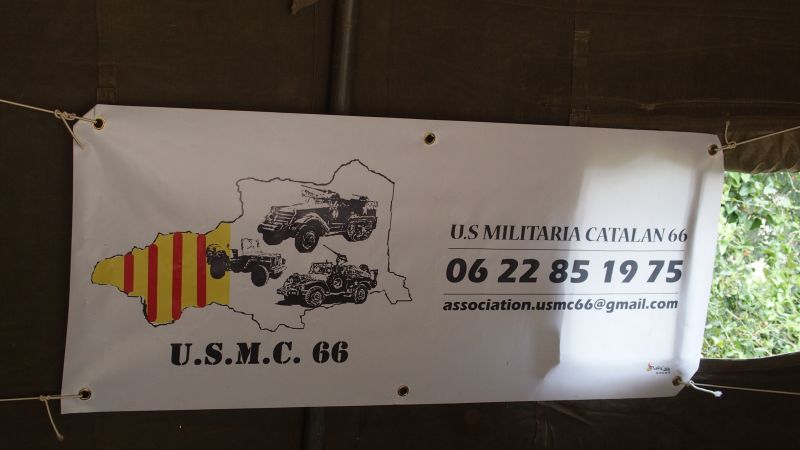 U.S.M.C. 66
U.S MILITARIA CATALAN 66
06 22 85 19 75
association.usmc66@gmail.com